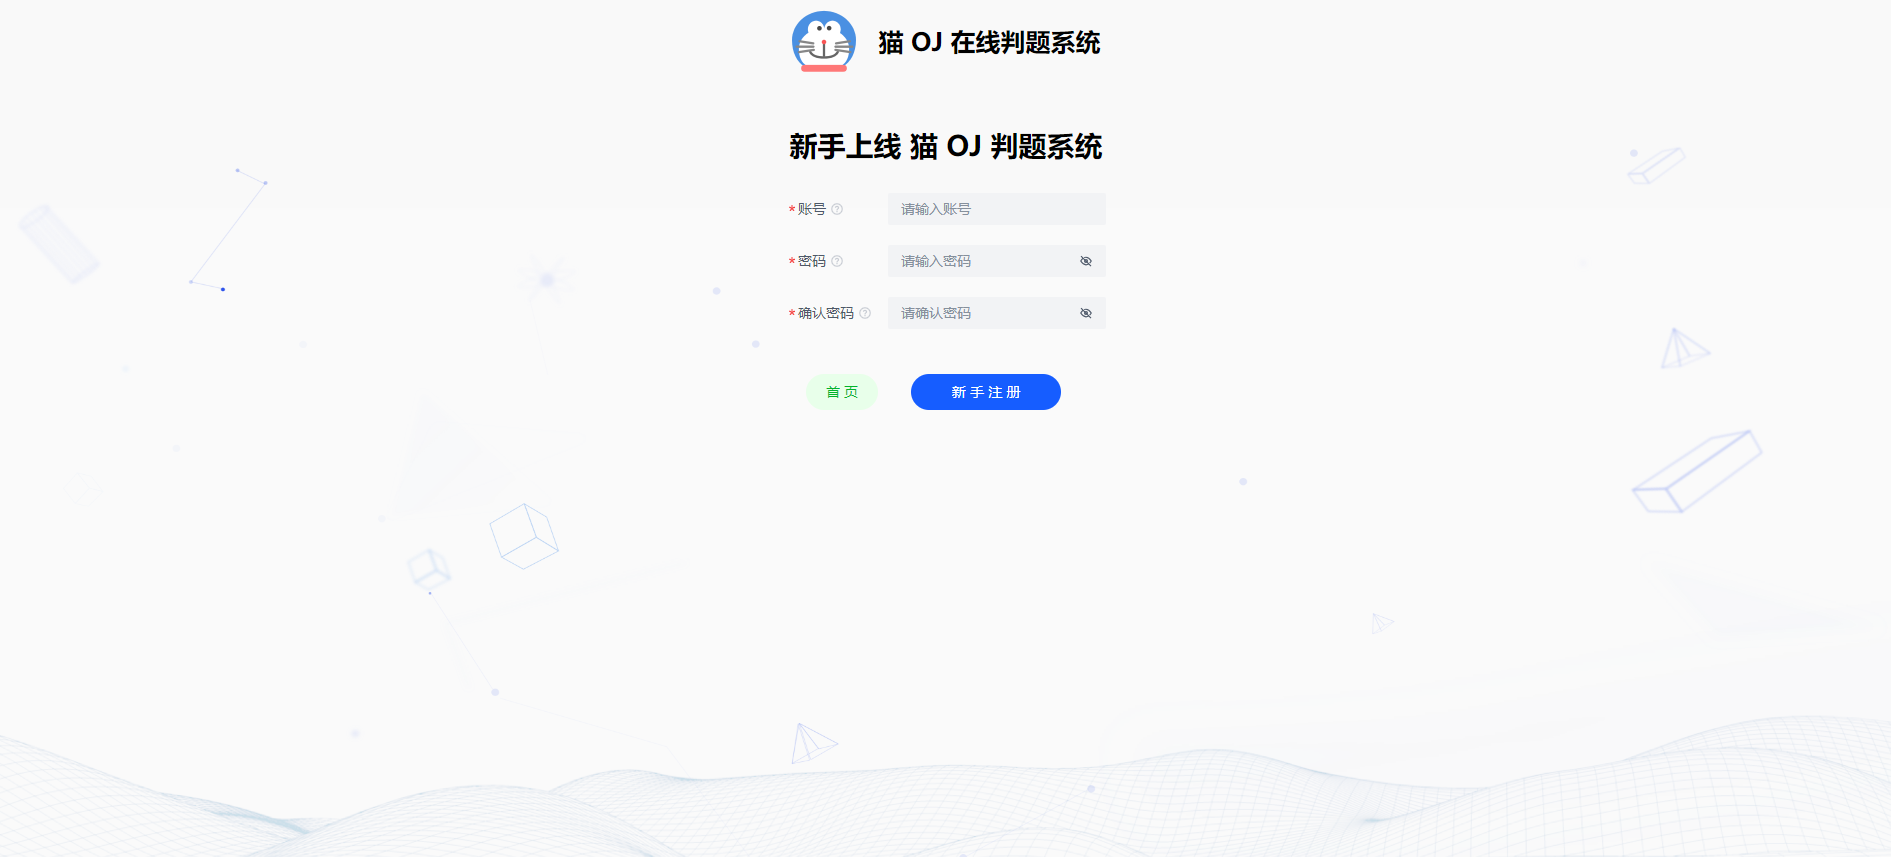 猫 OJ 在线判题系统
新手上线 猫 OJ 判题系统
* 账号 请输入账号
* 密码 请输入密码
* 确认密码 请确认密码
首页 新手注册